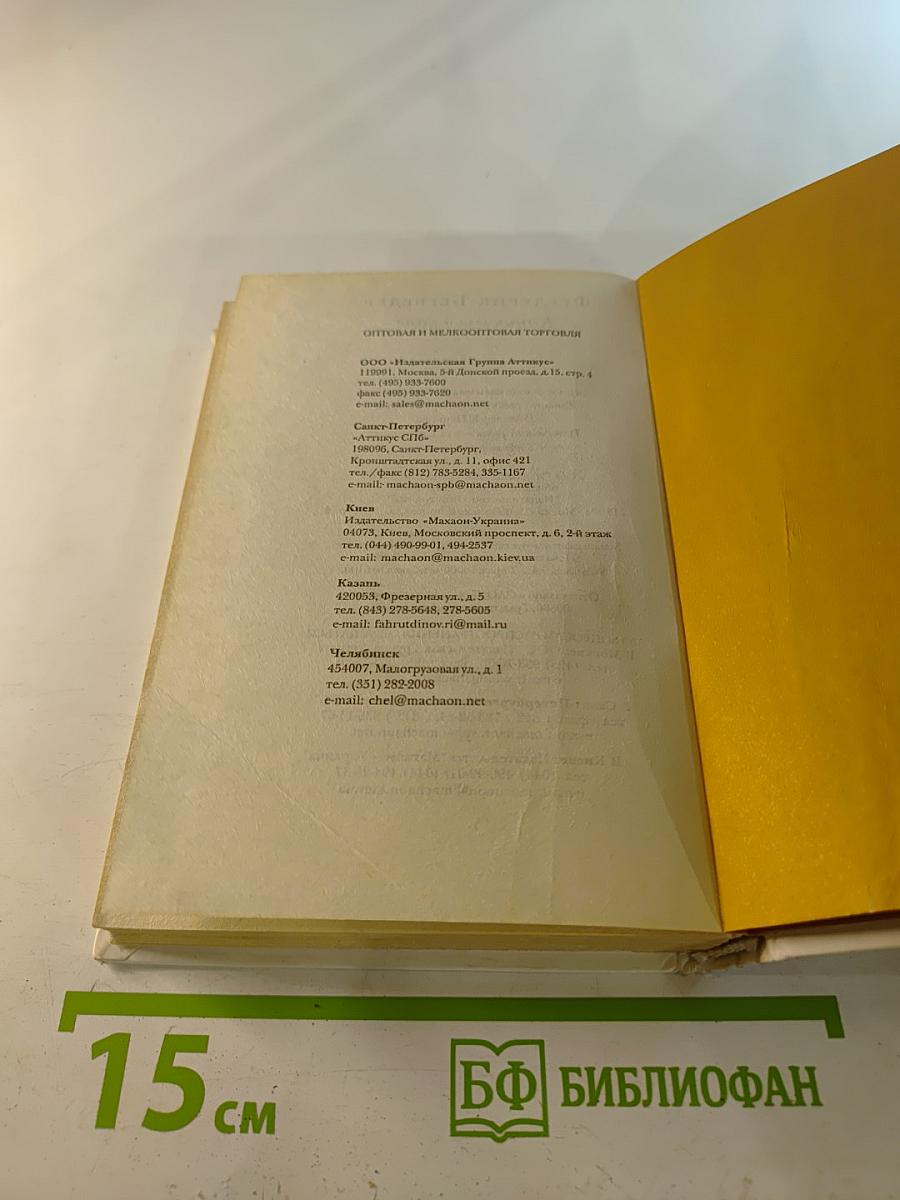 ОПТОВАЯ И МЕЛКООПТОВАЯ ТОРГОВЛЯ
ООО «Издательская Группа Аттикус»
119991, Москва, 5-й Донской проезд, д.15, стр. 4
тел. (495) 933-7600
факс (495) 933-7620
e-mail: sales@machaon.net
Санкт-Петербург
«Аттикус СПб»
198096, Санкт-Петербург,
Кронштадтская ул., д. 11, офис 421
тел./факс (812) 783-5284, 335-1167
e-mail: machaon-spb@machaon.net
Киев
Издательство «Махаон-Украина»
04073, Киев, Московский проспект, д. 6, 2-й этаж
тел. (044) 490-99-01, 494-2537
e-mail: machaon@machaon.kiev.ua
Казань
420053, Фрезерная ул., д. 5
тел. (843) 278-5648, 278-5605
e-mail: fahrutdinov.ri@mail.ru
Челябинск
454007, Малогрузовая ул., д. 1
тел. (351) 282-2008
e-mail: chel@machaon.net
15 см
БФ БИБЛИОФАН